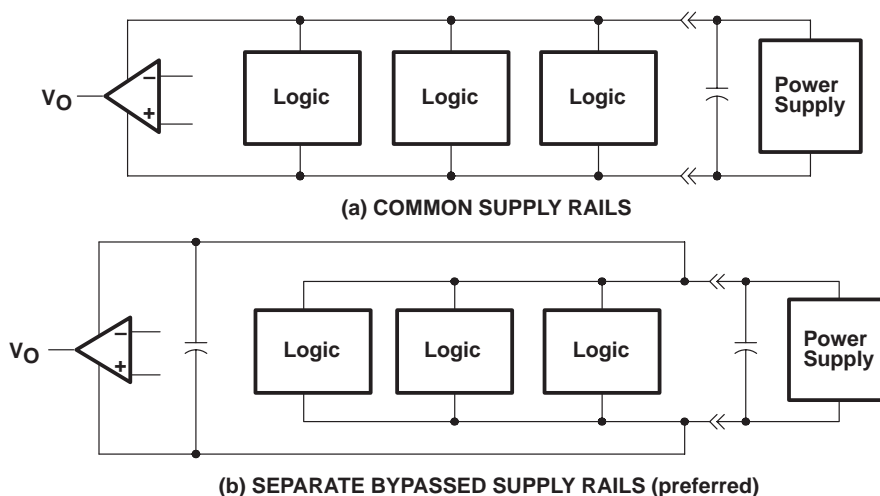 −
+
VO
Logic
Logic
Logic
Power
Supply
(a) COMMON SUPPLY RAILS
−
+
VO
Logic
Logic
Logic
Power
Supply
(b) SEPARATE BYPASSED SUPPLY RAILS (preferred)